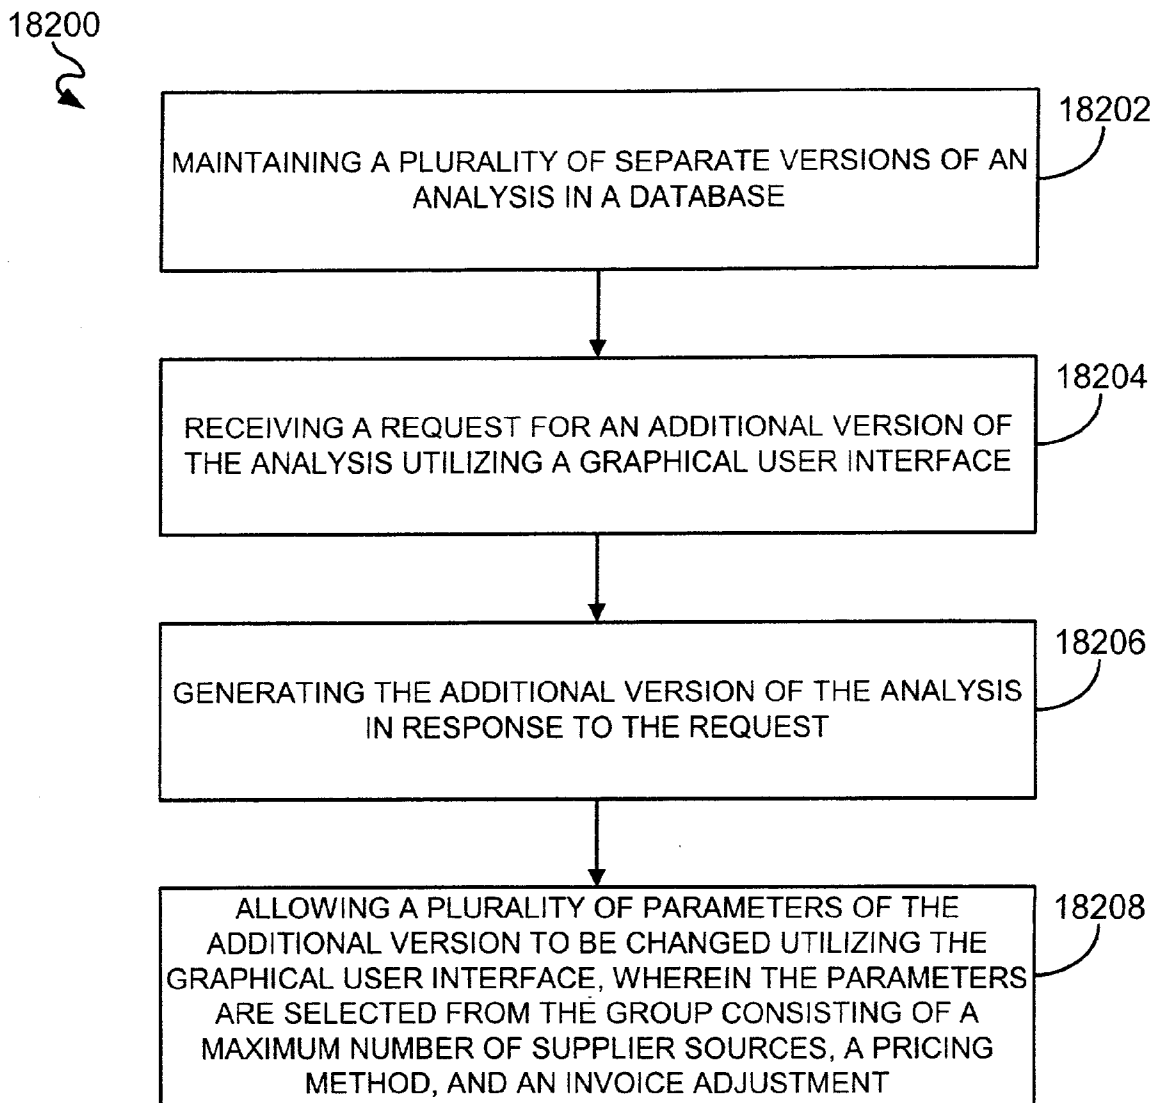 18200
18202
MAINTAINING A PLURALITY OF SEPARATE VERSIONS OF AN
ANALYSIS IN A DATABASE
18204
RECEIVING A REQUEST FOR AN ADDITIONAL VERSION OF
THE ANALYSIS UTILIZING A GRAPHICAL USER INTERFACE
18206
GENERATING THE ADDITIONAL VERSION OF THE ANALYSIS
IN RESPONSE TO THE REQUEST
18208
ALLOWING A PLURALITY OF PARAMETERS OF THE
ADDITIONAL VERSION TO BE CHANGED UTILIZING THE
GRAPHICAL USER INTERFACE, WHEREIN THE PARAMETERS
ARE SELECTED FROM THE GROUP CONSISTING OF A
MAXIMUM NUMBER OF SUPPLIER SOURCES, A PRICING
METHOD, AND AN INVOICE ADJUSTMENT